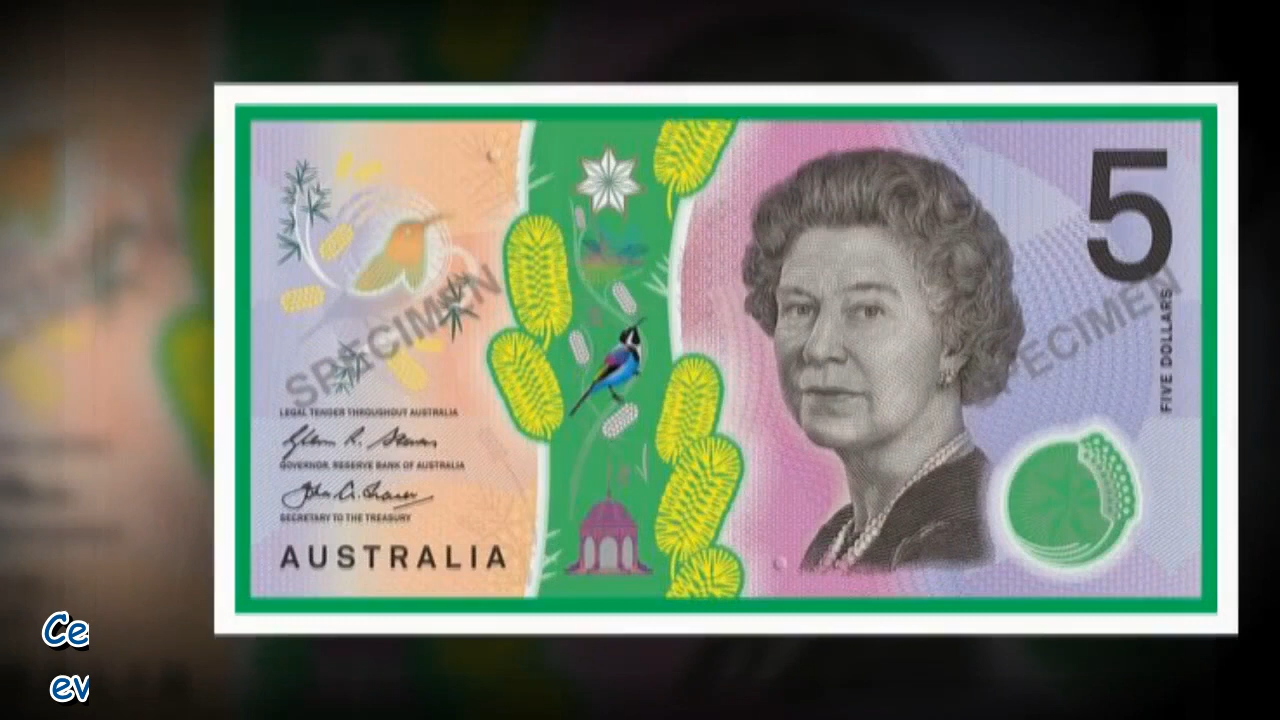 5
FIVE DOLLARS
SPECIMEN
SPECIMEN
LEGAL TENDER THROUGHOUT AUSTRALIA
GOVERNOR, RESERVE BANK OF AUSTRALIA
SECRETARY TO THE TREASURY
AUSTRALIA
Ce
ev